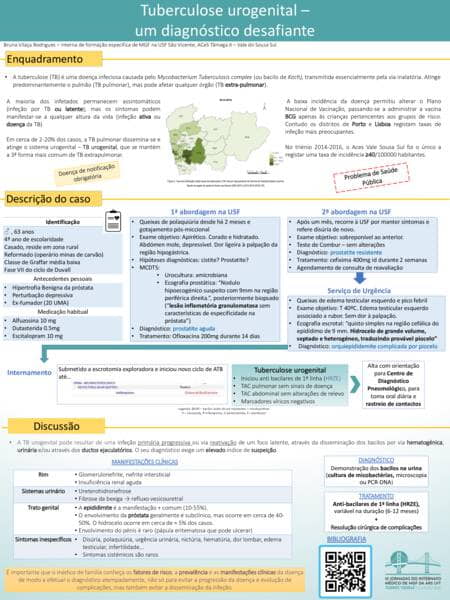 Tuberculose urogenital –
um diagnóstico desafiante
Bruna Vilaça Rodrigues – Interna de formação específica de MGF na USF São Vicente, ACeS Tâmega II – Vale do Sousa Sul
Enquadramento
• A tuberculose (TB) é uma doença infeciosa causada pelo Mycobacterium Tuberculosis complex (ou bacilo de Koch), transmitida essencialmente pela via inalatória. Atinge
predominantemente o pulmão (TB pulmonar), mas pode afetar qualquer órgão (TB extra-pulmonar).
A maioria dos infetados permanecem assintomáticos
(infeção por TB ou latente); mas os sintomas podem
manifestar-se a qualquer altura da vida (infeção ativa ou
doença da TB).
Em cerca de 2-20% dos casos, a TB pulmonar dissemina-se e
atinge o sistema urogenital – TB urogenital, que se mantém
a 3ª forma mais comum de TB extrapulmonar.
Doença de notificação
obrigatória
A baixa incidência da doença permitiu alterar o Plano
Nacional de Vacinação, passando-se a administrar a vacina
BCG apenas às crianças pertencentes aos grupos de risco.
Contudo os distritos de Porto e Lisboa registam taxas de
infeção mais preocupantes.
No triénio 2014-2016, o Aces Vale Sousa Sul foi o único a
registar uma taxa de incidência ≥40/100000 habitantes.
Problema de Saúde
Pública
Descrição do caso
Identificação
♂, 63 anos
4º ano de escolaridade
Casado, reside em zona rural
Reformado (operário minas de carvão)
Classe de Graffar média baixa
Fase VII do ciclo de Duvall
Antecedentes pessoais
• Hipertrofia Benigna da próstata
• Perturbação depressiva
• Ex-fumador (20 UMA)
Medicação habitual
• Alfuzosina 10 mg
• Dutasterida 0.5mg
• Escitalopram 10 mg
1ª abordagem na USF
• Queixas de polaquiúria desde há 2 meses e
gotejamento pós-miccional
• Exame objetivo: Apirético. Corado e hidratado.
Abdómen mole, depressível. Dor ligeira à palpação da
região hipogástrica.
• Hipóteses diagnósticas: cistite? Prostatite?
• MCDTS:
• Urocultura: amicrobiana
• Ecografia prostática: "Nódulo
hipoecogénico suspeito com 9mm na região
periférica direita.", posteriormente biopsado
("lesão inflamatória granulomatosa sem
características de especificidade na
próstata")
• Diagnóstico: prostatite aguda
• Tratamento: Ofloxacina 200mg durante 14 dias
2ª abordagem na USF
• Após um mês, recorre à USF por manter sintomas e
refere disúria de novo.
• Exame objetivo: sobreponível ao anterior.
• Teste de Combur – sem alterações
• Diagnóstico: prostatite resistente
• Tratamento: cefixima 400mg id durante 2 semanas
• Agendamento de consulta de reavaliação
Serviço de Urgência
• Queixas de edema testicular esquerdo e pico febril
• Exame objetivo: T 40ºC. Edema testicular esquerdo
associado a rubor. Sem dor à palpação.
• Ecografia escrotal: "quisto simples na região cefálica do
epidídimo de 9 mm. Hidrocelo de grande volume,
septado e heterogéneo, traduzindo provável piocelo"
• Diagnóstico: orquiepididimite complicada por piocelo
Internamento
Submetido a escrotomia exploradora e iniciou novo ciclo de ATB
até...
Tuberculose urogenital
• Iniciou anti bacilares de 1ª linha (HRZE)
• TAC pulmonar sem sinais de doença
• TAC abdominal sem alterações de relevo
• Marcadores víricos negativos
Alta com orientação
para Centro de
Diagnóstico
Pneumológico, para
toma oral diária e
rastreio de contactos
Discussão
• A TB urogenital pode resultar de uma infeção primária progressiva ou via reativação de um foco latente, através da disseminação dos bacilos por via hematogénica,
urinária e/ou através dos ductos ejaculatórios. O seu diagnóstico exige um elevado índice de suspeição.
MANIFESTAÇÕES CLÍNICAS
Rim
• Glomerulonefrite; nefrite intersticial
• Insuficiência renal aguda
Sistemas urinário
• Ureterohidronefrose
• Fibrose da bexiga → refluxo vesicoureteral
Trato genital
• A epididimite é a manifestação + comum (10-55%).
• O envolvimento da próstata geralmente é subclínico, mas ocorre em cerca de 40-
50%. O hidrocelo ocorre em cerca de ≈ 5% dos casos.
• Envolvimento do pénis é raro (pápula eritematosa que pode ulcerar)
Sintomas inespecíficos
• Disúria, polaquiúria, urgência urinária, nictúria, hematúria, dor lombar, edema
testicular, infertilidade...
• Sintomas sistémicos são raros
DIAGNÓSTICO
Demonstração dos bacilos na urina
(cultura de micobactérias, microscopia
ou PCR-DNA)
TRATAMENTO
Anti-bacilares de 1ª linha (HRZE),
variável na duração (6-12 meses)
+
Resolução cirúrgica de complicações
BIBLIOGRAFIA
É importante que o médico de família conheça os fatores de risco, a prevalência e as manifestações clínicas da doença
de modo a efetuar o diagnóstico atempadamente, não só para evitar a progressão da doença e evolução de
complicações, mas também evitar a disseminação da infeção.